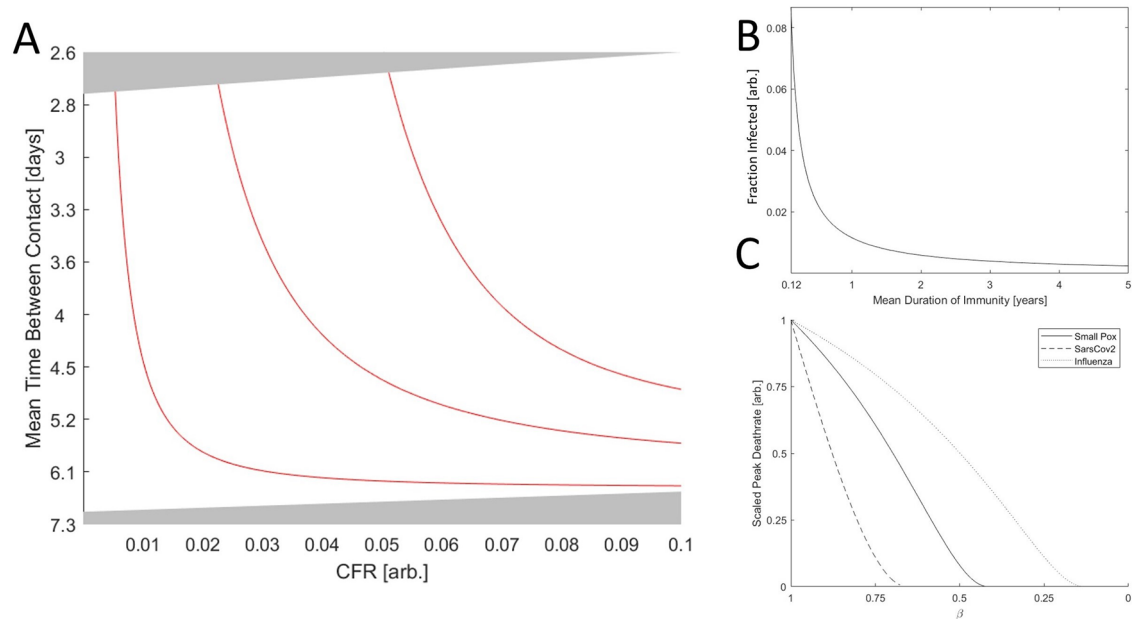 A
2.6
2.8
3
3.3
3.6
4
4.5
5.2
6.1
7.3
Mean Time Between Contact [days]
0.01 0.02 0.03 0.04 0.05 0.06 0.07 0.08 0.09 0.1
CFR [arb.]
B
0.08
0.06
0.04
0.02
Fraction Infected [arb.]
0.12 1 2 3 4 5
Mean Duration of Immunity [years]
C
1
0.75
0.5
0.25
0
Scaled Peak Deathrate [arb.]
Small Pox
SarsCov2
Influenza
1 0.75 0.5 0.25 0
β